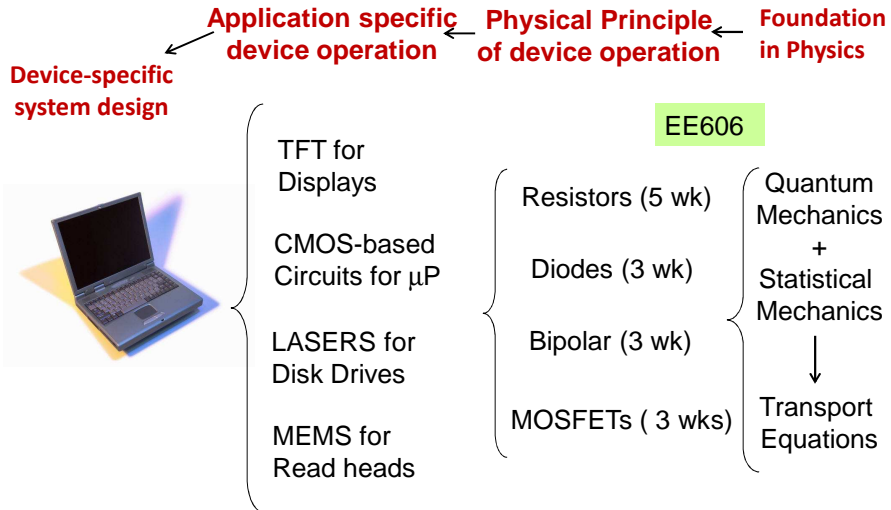 Application specific
device operation
Physical Principle
of device operation
Foundation
in Physics
Device-specific
system design
EE606
TFT for
Displays
CMOS-based
Circuits for μP
LASERS for
Disk Drives
MEMS for
Read heads
Resistors (5 wk)
Diodes (3 wk)
Bipolar (3 wk)
MOSFETs ( 3 wks)
Quantum
Mechanics
+
Statistical
Mechanics
Transport
Equations